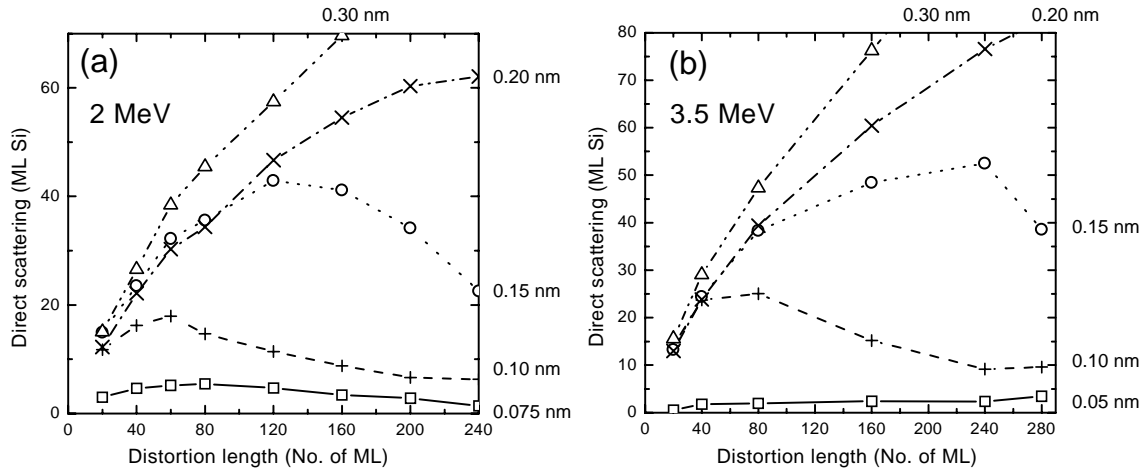 0.30 nm
(a)
2 MeV
0.20 nm
0.15 nm
0.10 nm
0.075 nm
Direct scattering (ML Si)
0
20
40
60
0 40 80 120 160 200 240
Distortion length (No. of ML)
0.30 nm 0.20 nm
(b)
3.5 MeV
0.15 nm
0.10 nm
0.05 nm
Direct scattering (ML Si)
80
70
60
50
40
30
20
10
0
0 40 80 120 160 200 240 280
Distortion length (No. of ML)